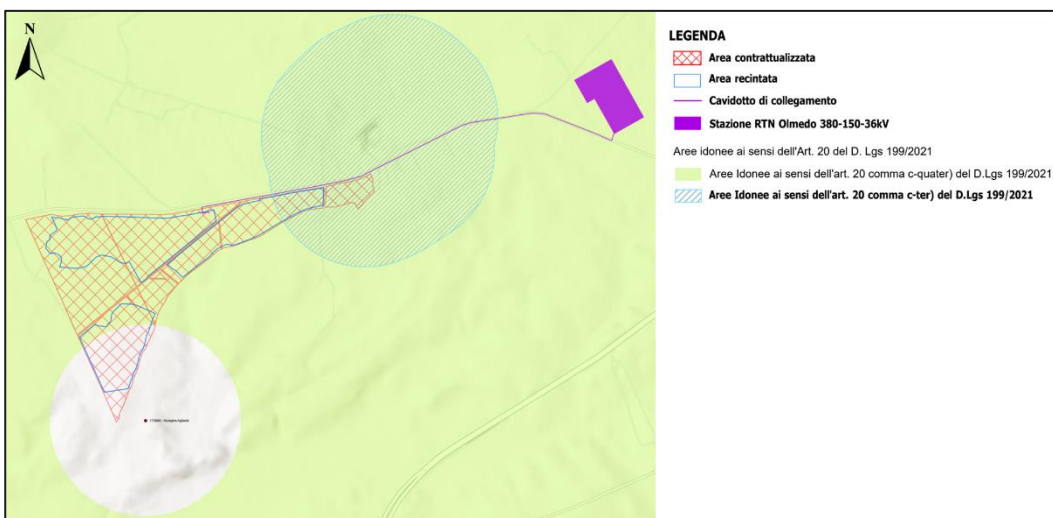 N
LEGENDA
Area contrattualizzata
Area recintata
Cavidotto di collegamento
Stazione RTN Olmedo 380-150-36kV
Aree idonee ai sensi dell'Art. 20 del D. Lgs 199/2021
Aree Idonee ai sensi dell'art. 20 comma c-quater) del D.Lgs 199/2021
Aree Idonee ai sensi dell'art. 20 comma c-ter) del D.Lgs 199/2021